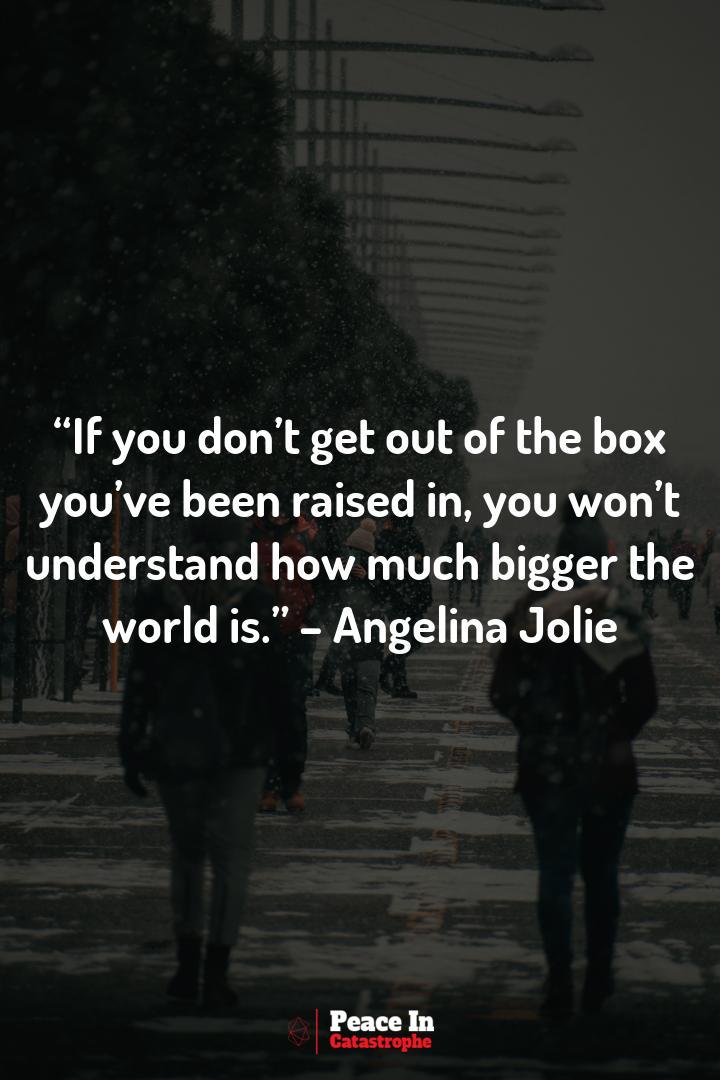 “If you don’t get out of the box
you’ve been raised in, you won’t
understand how much bigger the
world is.” – Angelina Jolie
Peace In
Catastrophe